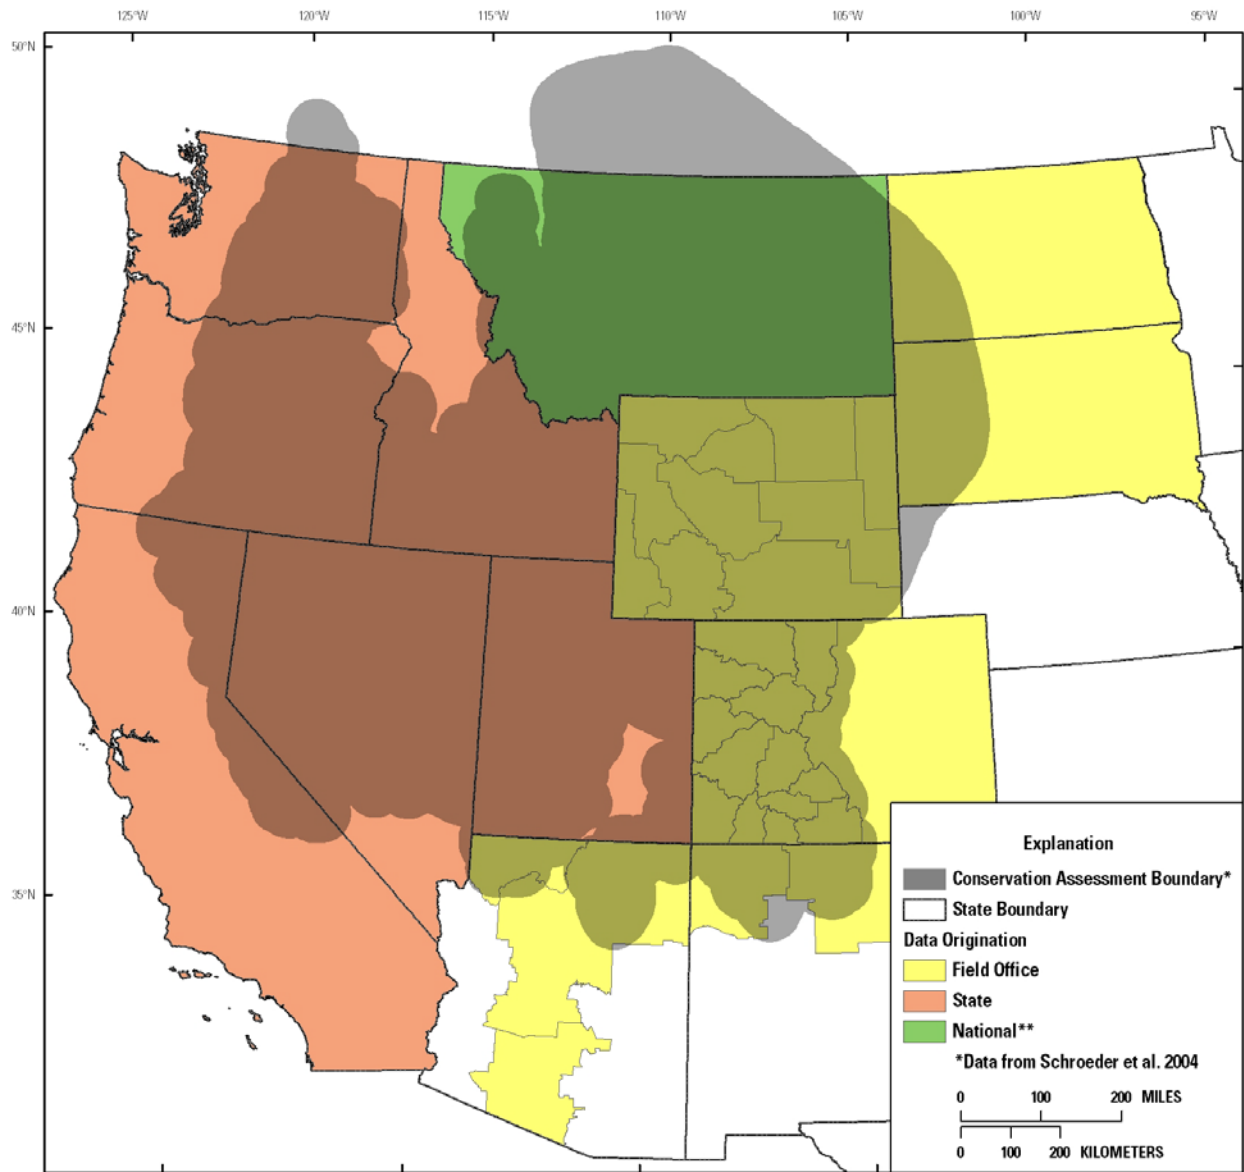 125°W 120°W 115°W 110°W 105°W 100°W 95°W
50°N
45°N
40°N
35°N
Explanation
Conservation Assessment Boundary*
State Boundary
Data Origination
Field Office
State
National**
*Data from Schroeder et al. 2004
0 100 200 MILES
0 100 200 KILOMETERS